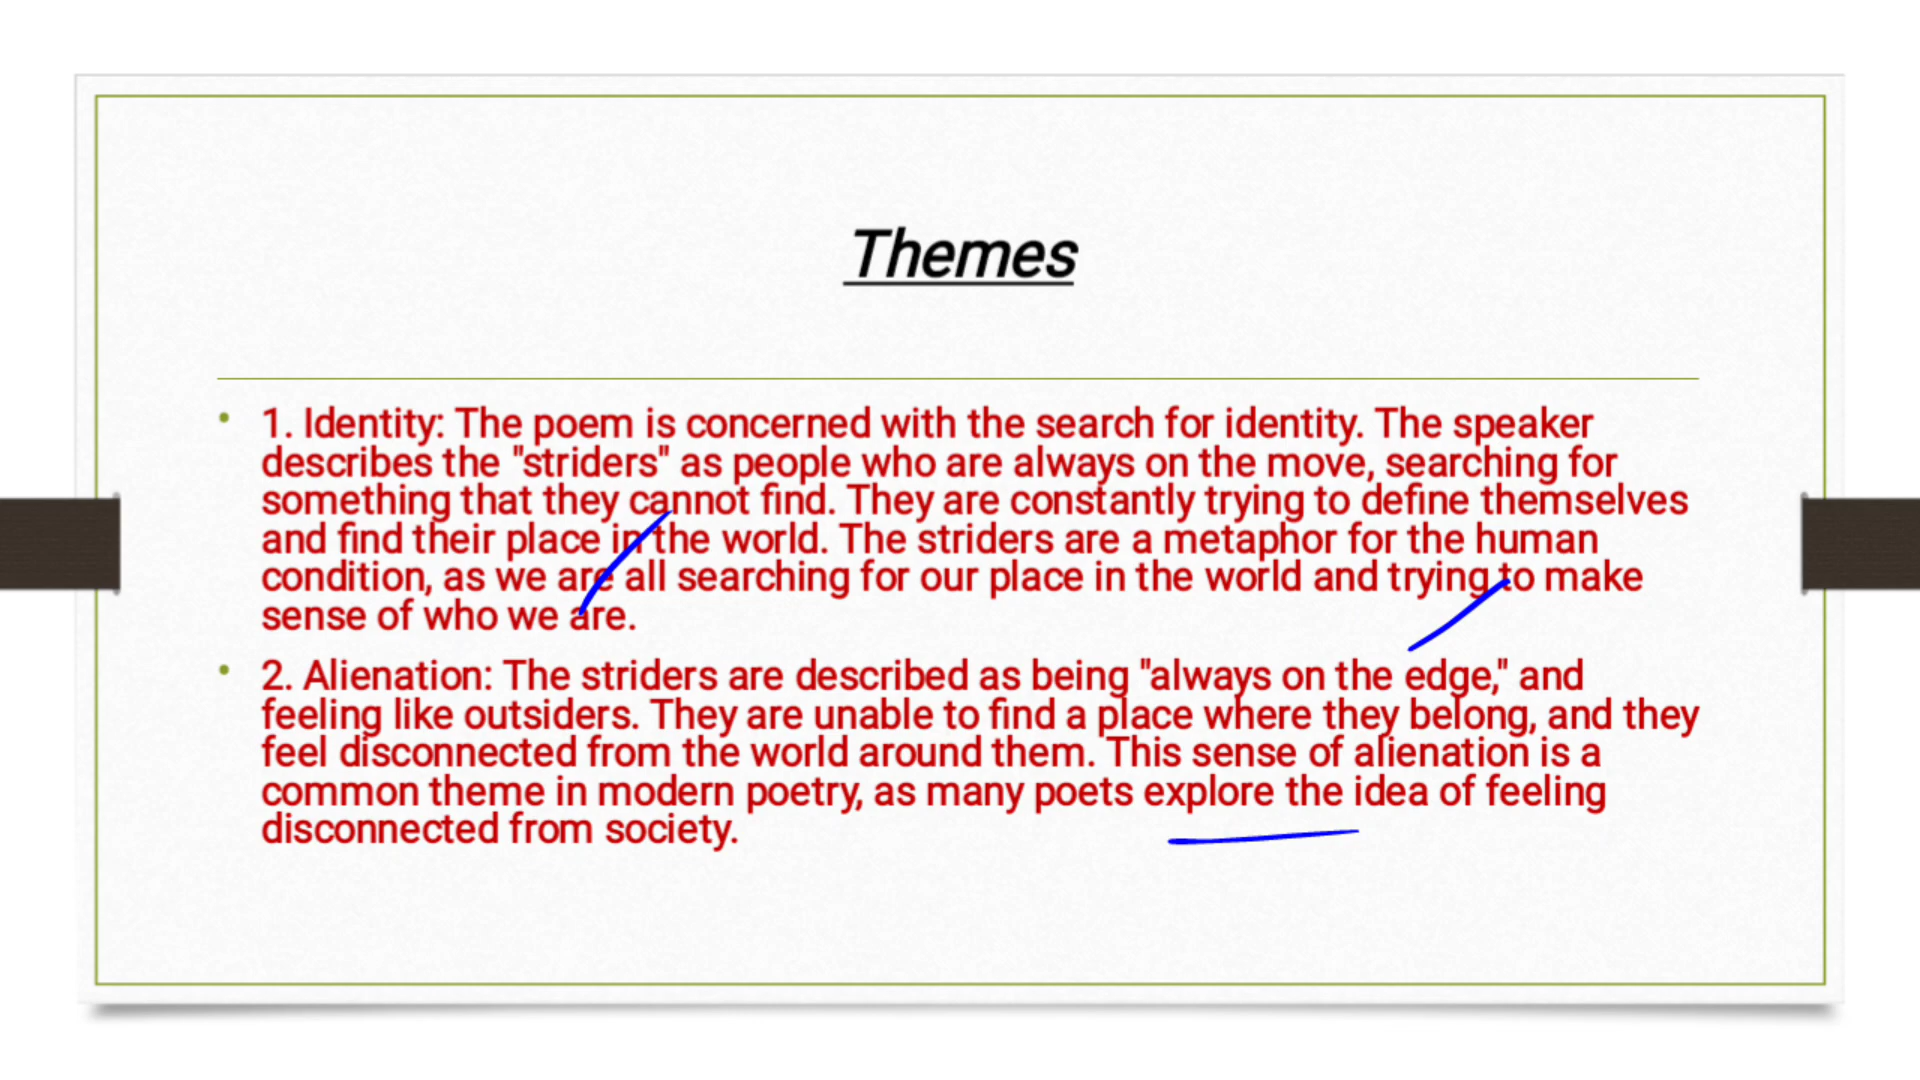 Themes
• 1. Identity: The poem is concerned with the search for identity. The speaker
describes the "striders" as people who are always on the move, searching for
something that they cannot find. They are constantly trying to define themselves
and find their place in the world. The striders are a metaphor for the human
condition, as we are all searching for our place in the world and trying to make
sense of who we are.
• 2. Alienation: The striders are described as being "always on the edge," and
feeling like outsiders. They are unable to find a place where they belong, and they
feel disconnected from the world around them. This sense of alienation is a
common theme in modern poetry, as many poets explore the idea of feeling
disconnected from society.